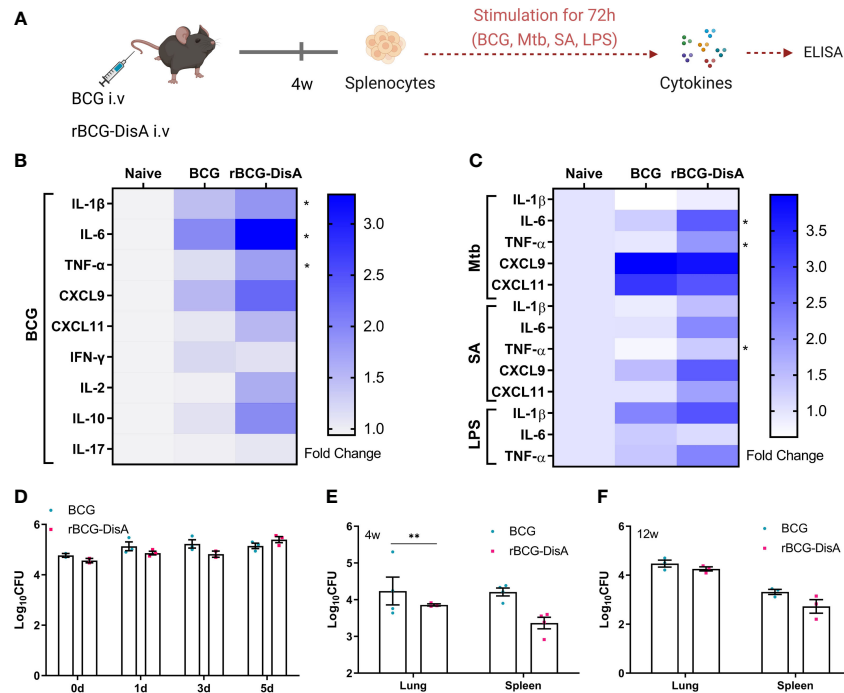 A
Stimulation for 72h
(BCG, Mtb, SA, LPS)
4w
Splenocytes
Cytokines
ELISA
BCG i.v
rBCG-DisA i.v
B
Naive BCG rBCG-DisA
BCG
IL-1β *
IL-6 *
TNF-α *
CXCL9
CXCL11
IFN-γ
IL-2
IL-10
IL-17
3.0
2.5
2.0
1.5
1.0
Fold Change
C
Naive BCG rBCG-DisA
Mtb
IL-1β
IL-6 *
TNF-α *
CXCL9
CXCL11
SA
IL-1β
IL-6
TNF-α *
CXCL9
CXCL11
LPS
IL-1β
IL-6
TNF-α
3.5
3.0
2.5
2.0
1.5
1.0
Fold Change
D
BCG
rBCG-DisA
Log10CFU
6
4
2
0
0d 1d 3d 5d
E
4w
**
BCG
rBCG-DisA
Log10CFU
6
5
4
3
2
Lung Spleen
F
12w
BCG
rBCG-DisA
Log10CFU
6
4
2
0
Lung Spleen